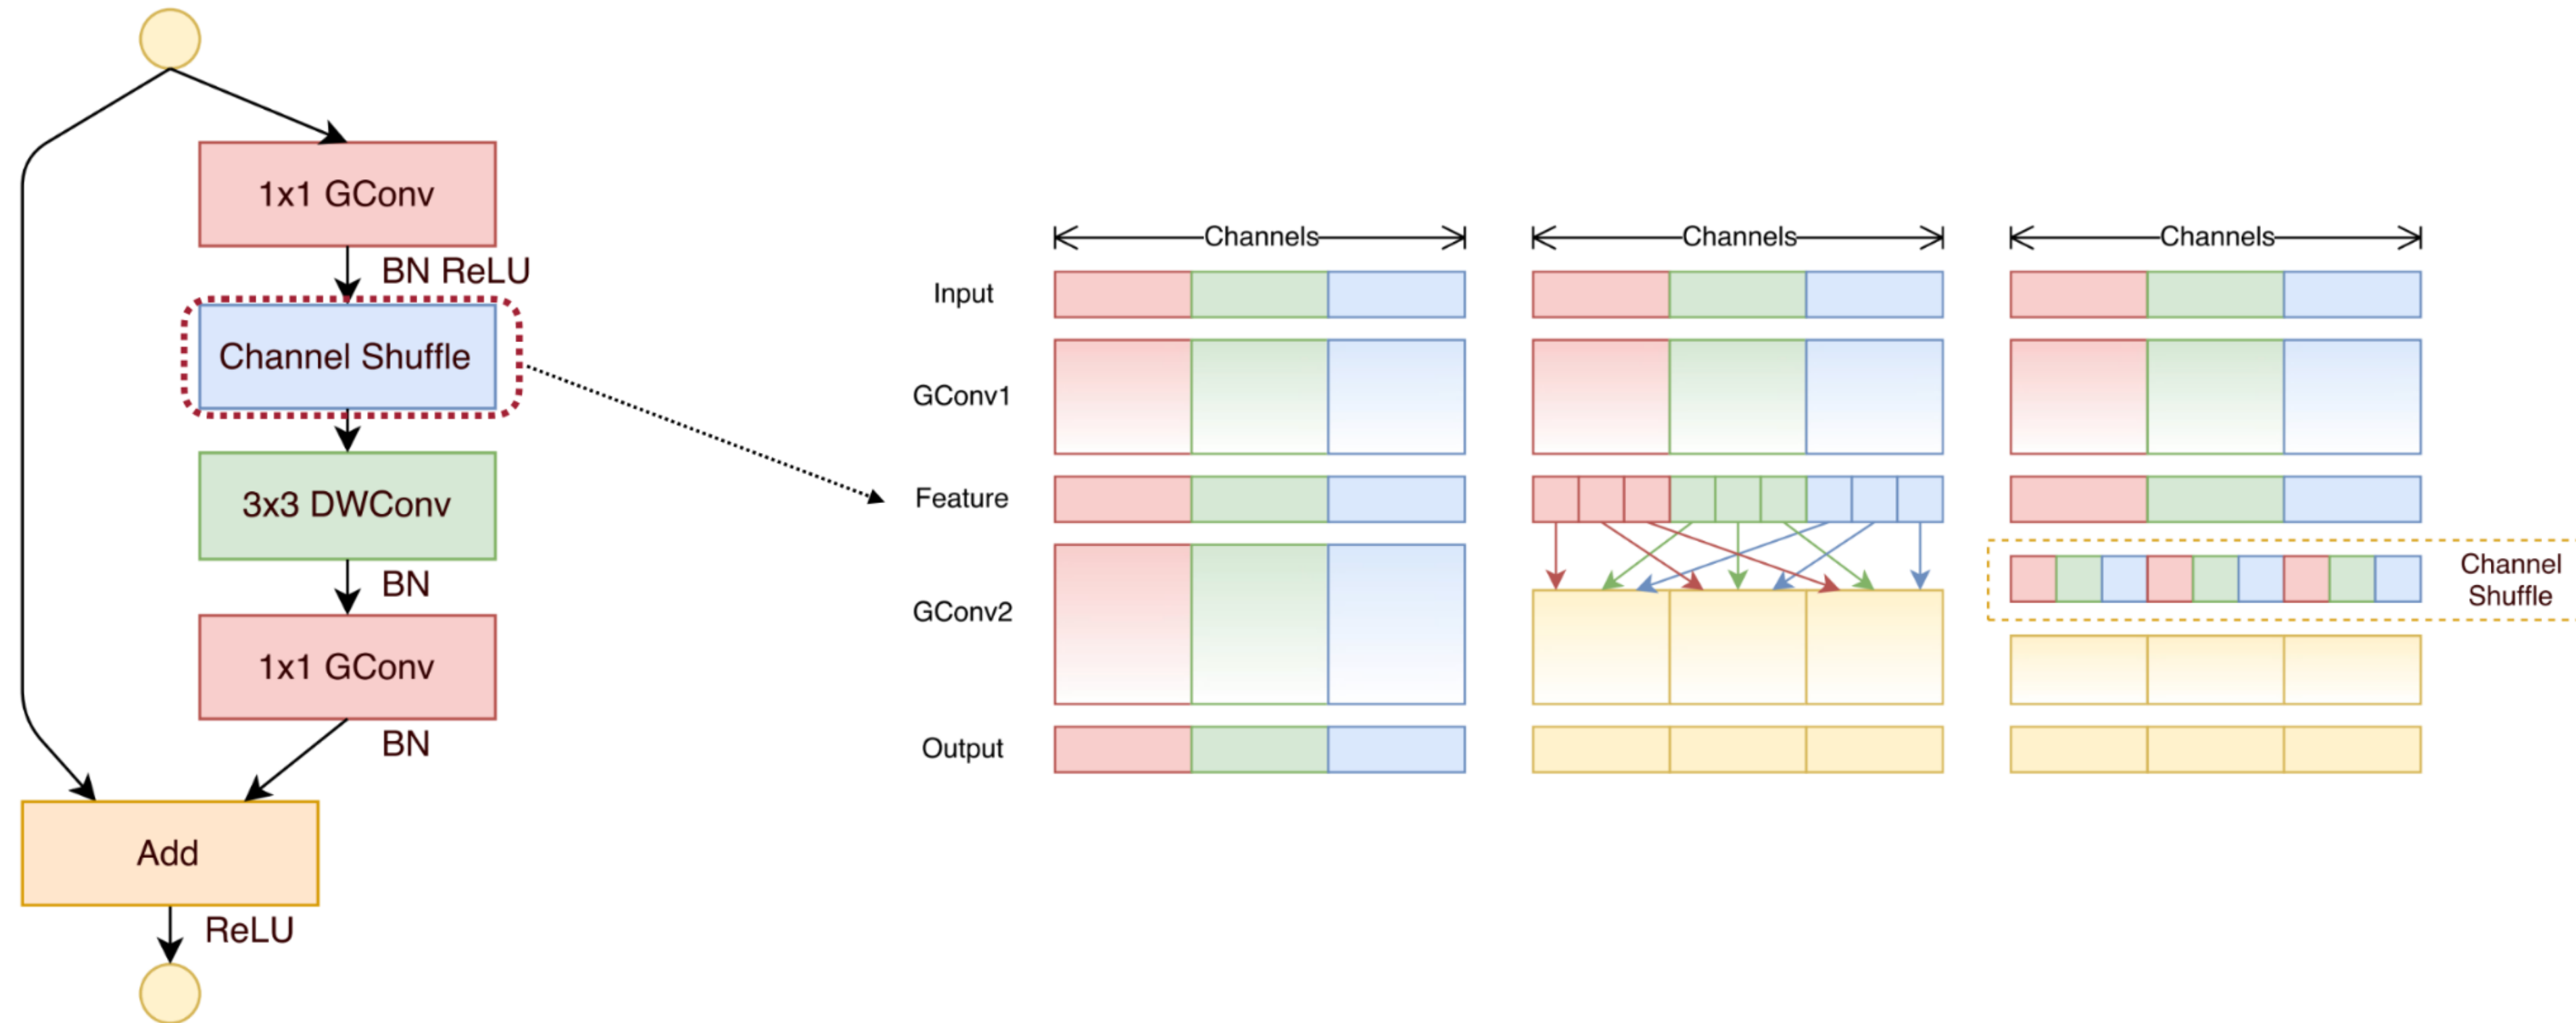 1x1 GConv
BN ReLU
Channel Shuffle
3x3 DWConv
BN
1x1 GConv
BN
Add
ReLU
Channels
Channels
Channels
Input
GConv1
Feature
GConv2
Output
Channel
Shuffle